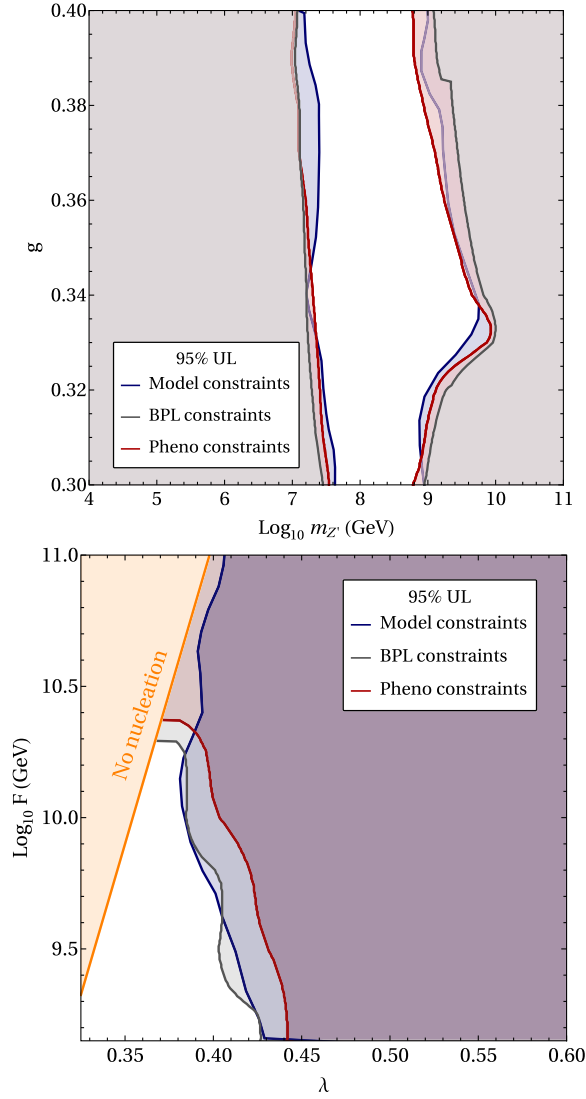 0.40
0.38
0.36
0.34
0.32
0.30
g
95% UL
Model constraints
BPL constraints
Pheno constraints
4 5 6 7 8 9 10 11
Log₁₀ m_Z' (GeV)
11.0
10.5
10.0
9.5
Log₁₀ F (GeV)
No nucleation
95% UL
Model constraints
BPL constraints
Pheno constraints
0.35 0.40 0.45 0.50 0.55 0.60
λ